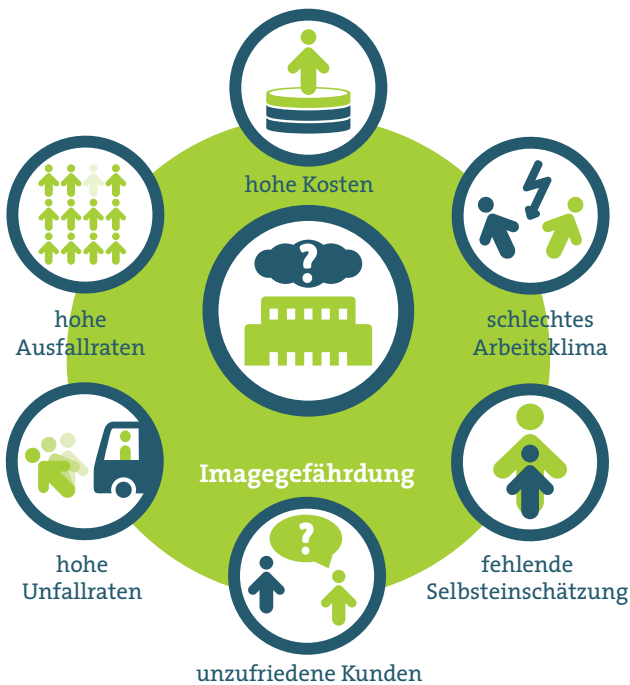 hohe Kosten
?
hohe
Ausfallraten
schlechtes
Arbeitsklima
Imagegefährdung
?
hohe
Unfallraten
fehlende
Selbsteinschätzung
unzufriedene Kunden